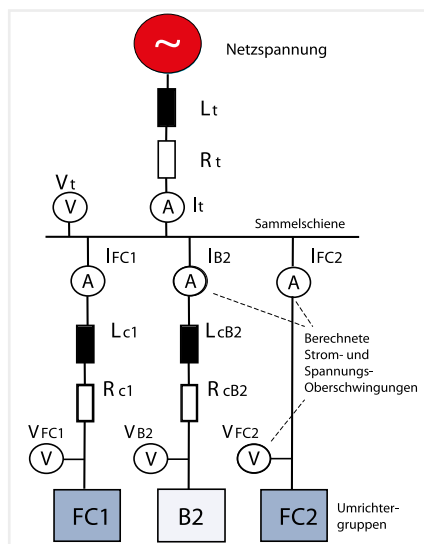 ~
Netzspannung
Lt
Rt
Vt
V
A
It
Sammelschiene
IFC1
IB2
IFC2
A
A
A
Lc1
LcB2
Berechnete
Strom- und
Spannungs-
Oberschwingungen
Rc1
RcB2
VFC1
VB2
VFC2
V
V
V
FC1
B2
FC2
Umrichter-
gruppen